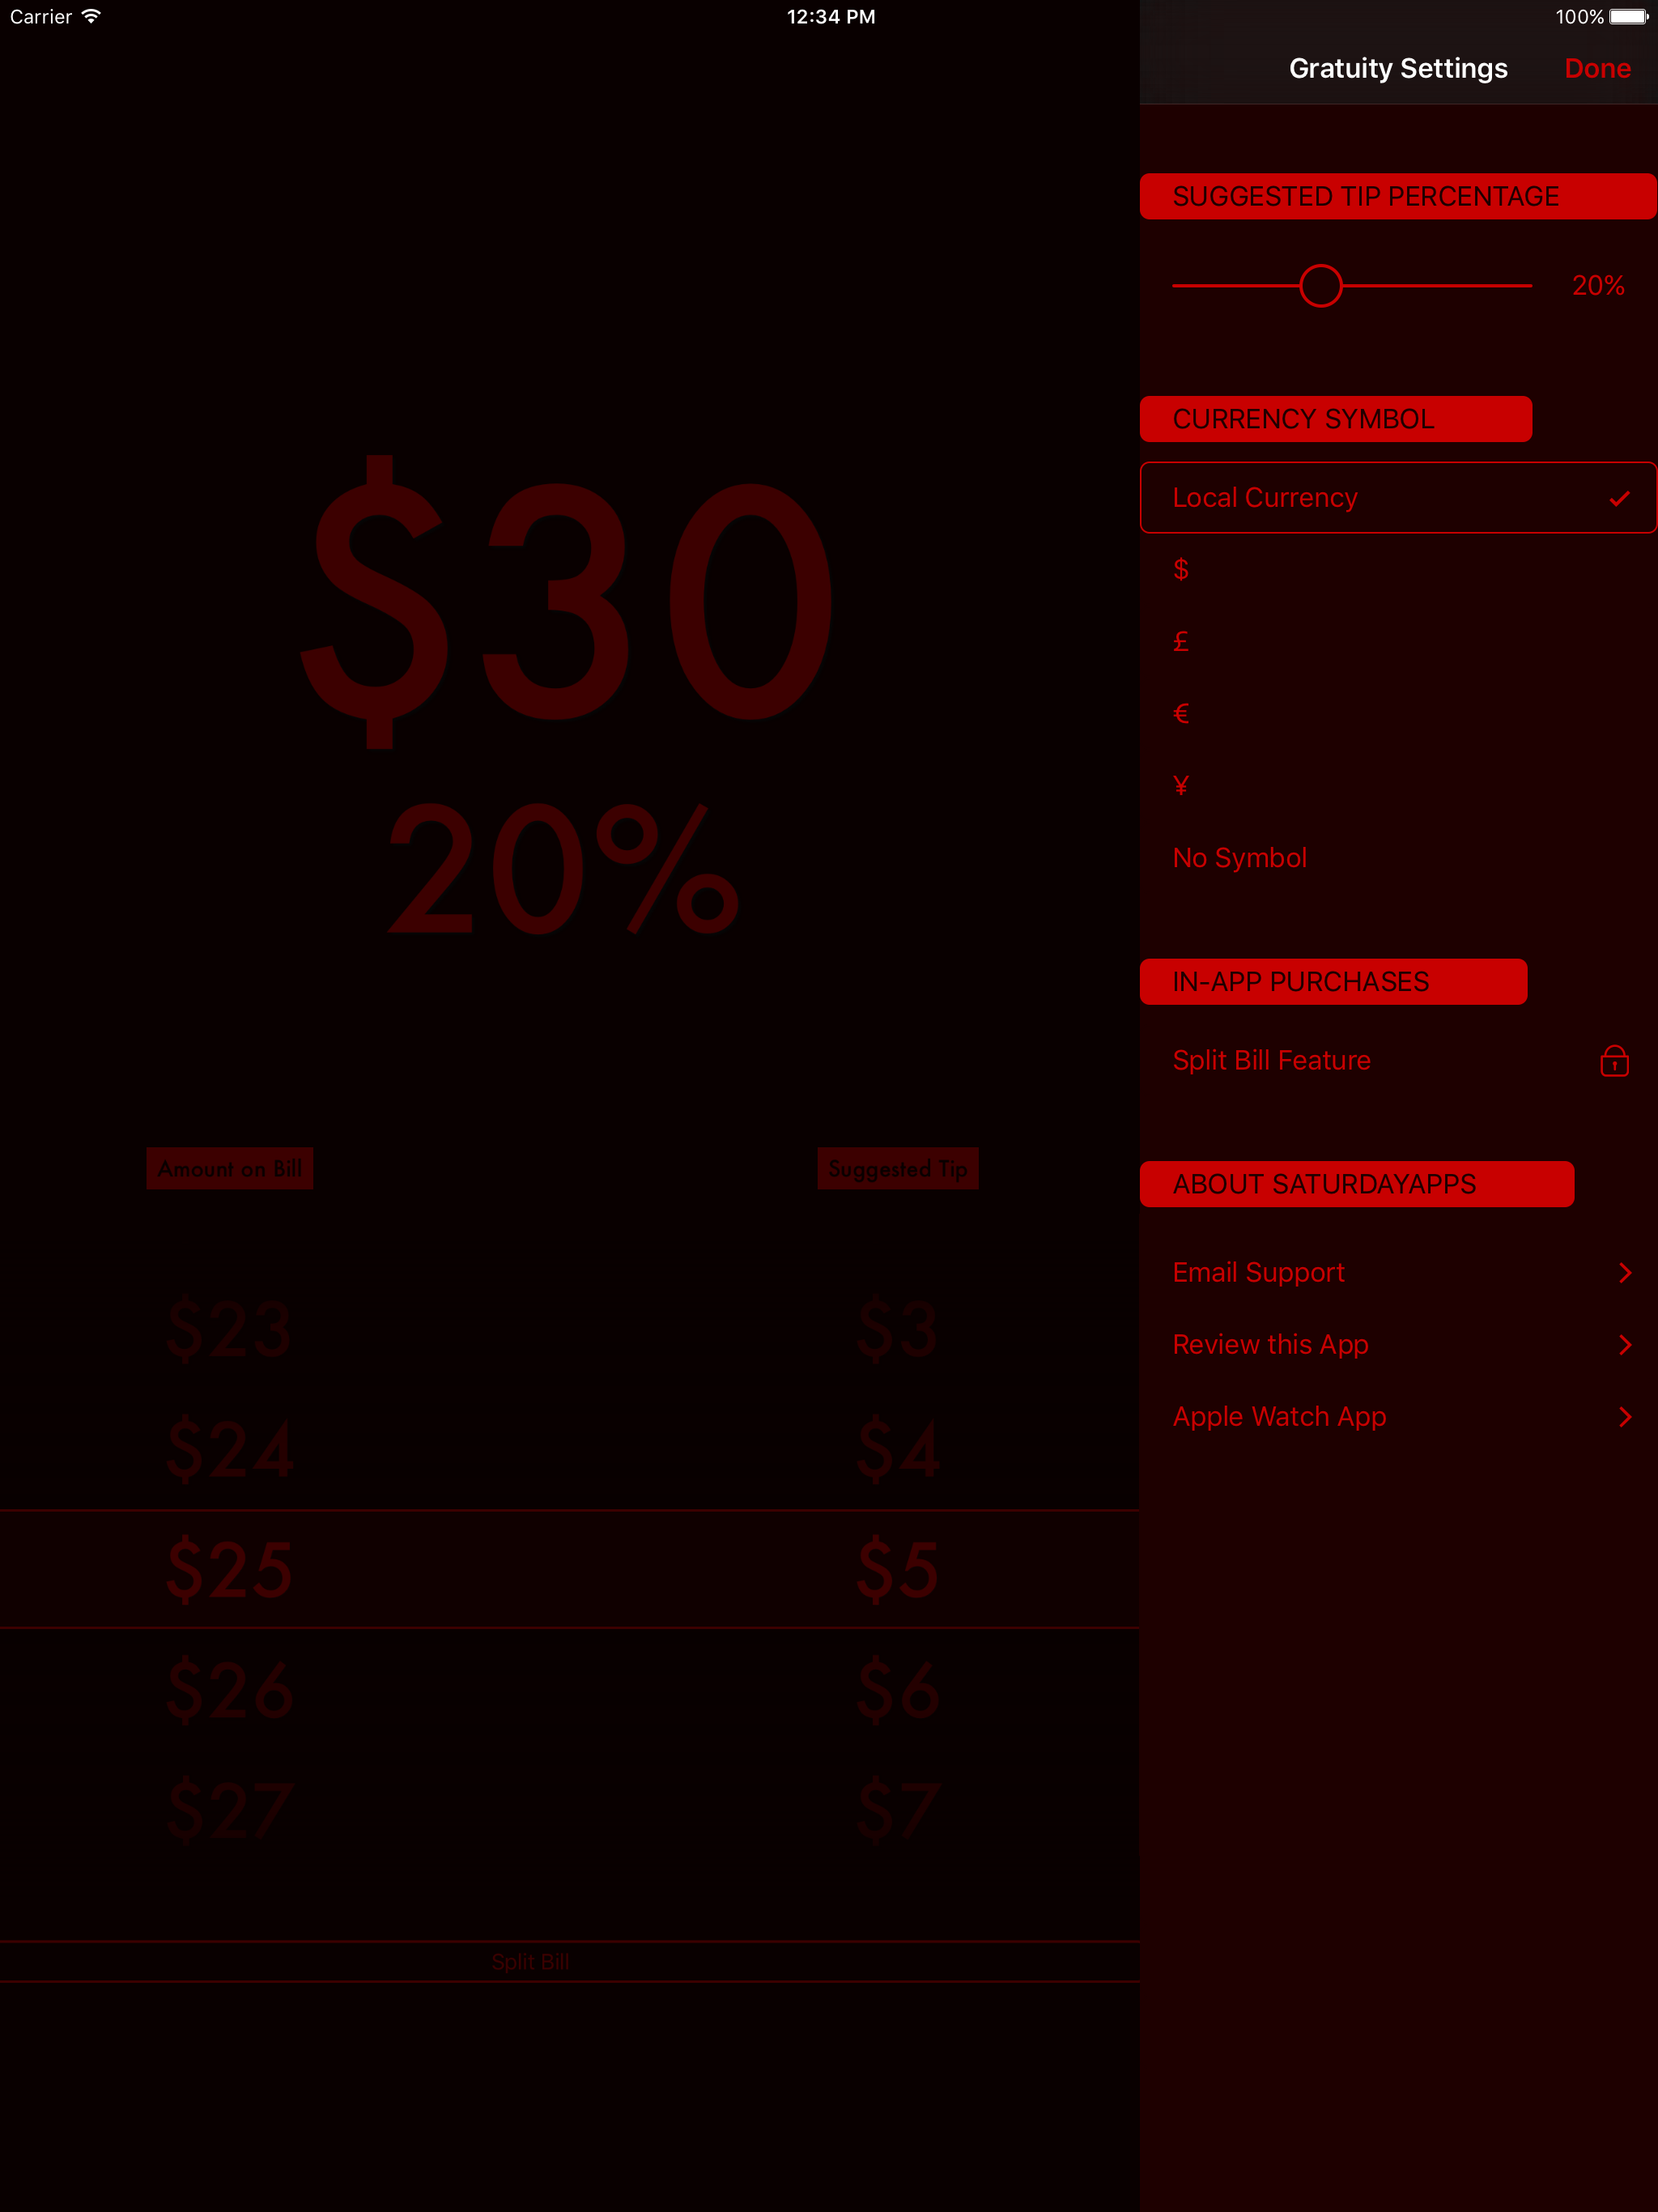 Carrier 12:34 PM 100%
Gratuity Settings Done
SUGGESTED TIP PERCENTAGE
20%
CURRENCY SYMBOL
Local Currency
$
£
€
¥
No Symbol
IN-APP PURCHASES
Split Bill Feature
ABOUT SATURDAYAPPS
Email Support
Review this App
Apple Watch App
$30
20%
Amount on Bill Suggested Tip
$23 $3
$24 $4
$25 $5
$26 $6
$27 $7
Split Bill